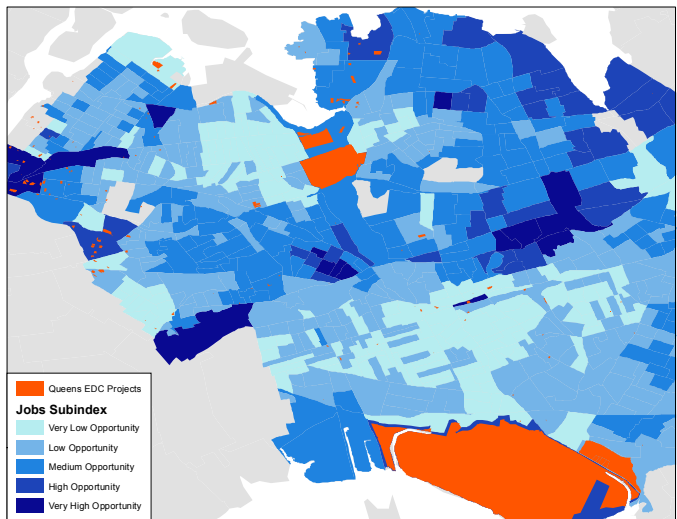 Queens EDC Projects
Jobs Subindex
Very Low Opportunity
Low Opportunity
Medium Opportunity
High Opportunity
Very High Opportunity